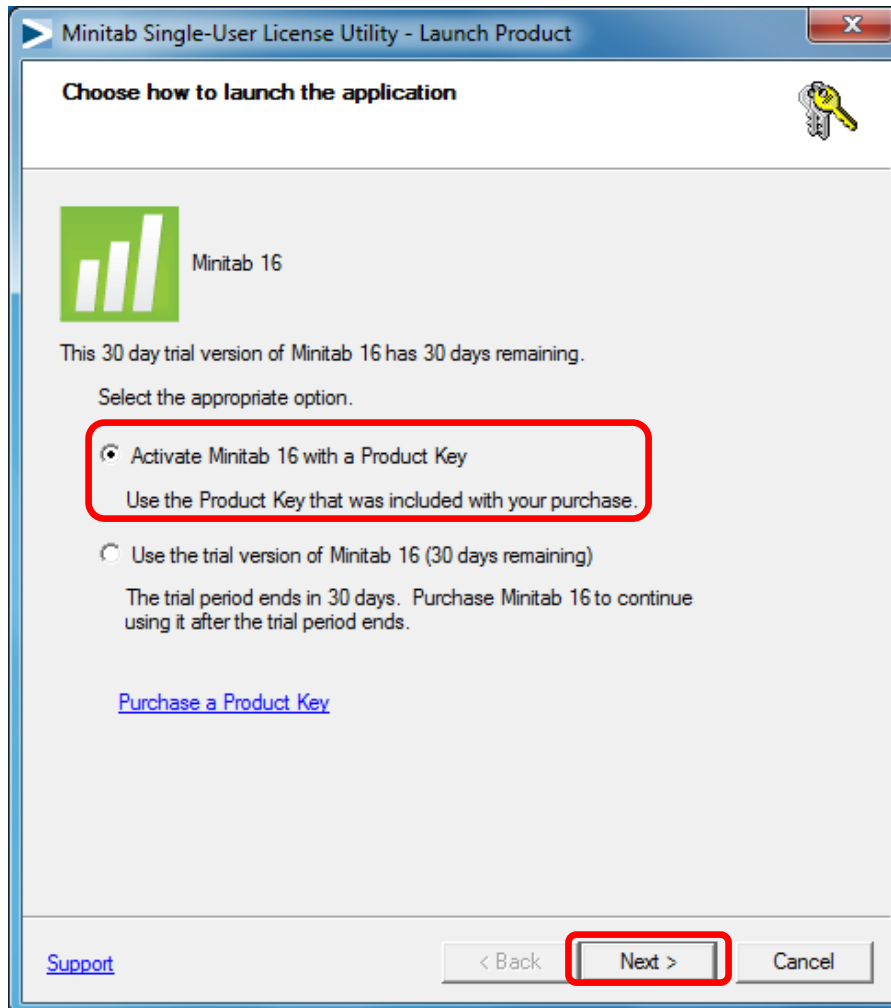 Minitab Single-User License Utility - Launch Product
Choose how to launch the application
Minitab 16
This 30 day trial version of Minitab 16 has 30 days remaining.
Select the appropriate option.
Activate Minitab 16 with a Product Key
Use the Product Key that was included with your purchase.
Use the trial version of Minitab 16 (30 days remaining)
The trial period ends in 30 days. Purchase Minitab 16 to continue
using it after the trial period ends.
Purchase a Product Key
Support
< Back
Next >
Cancel